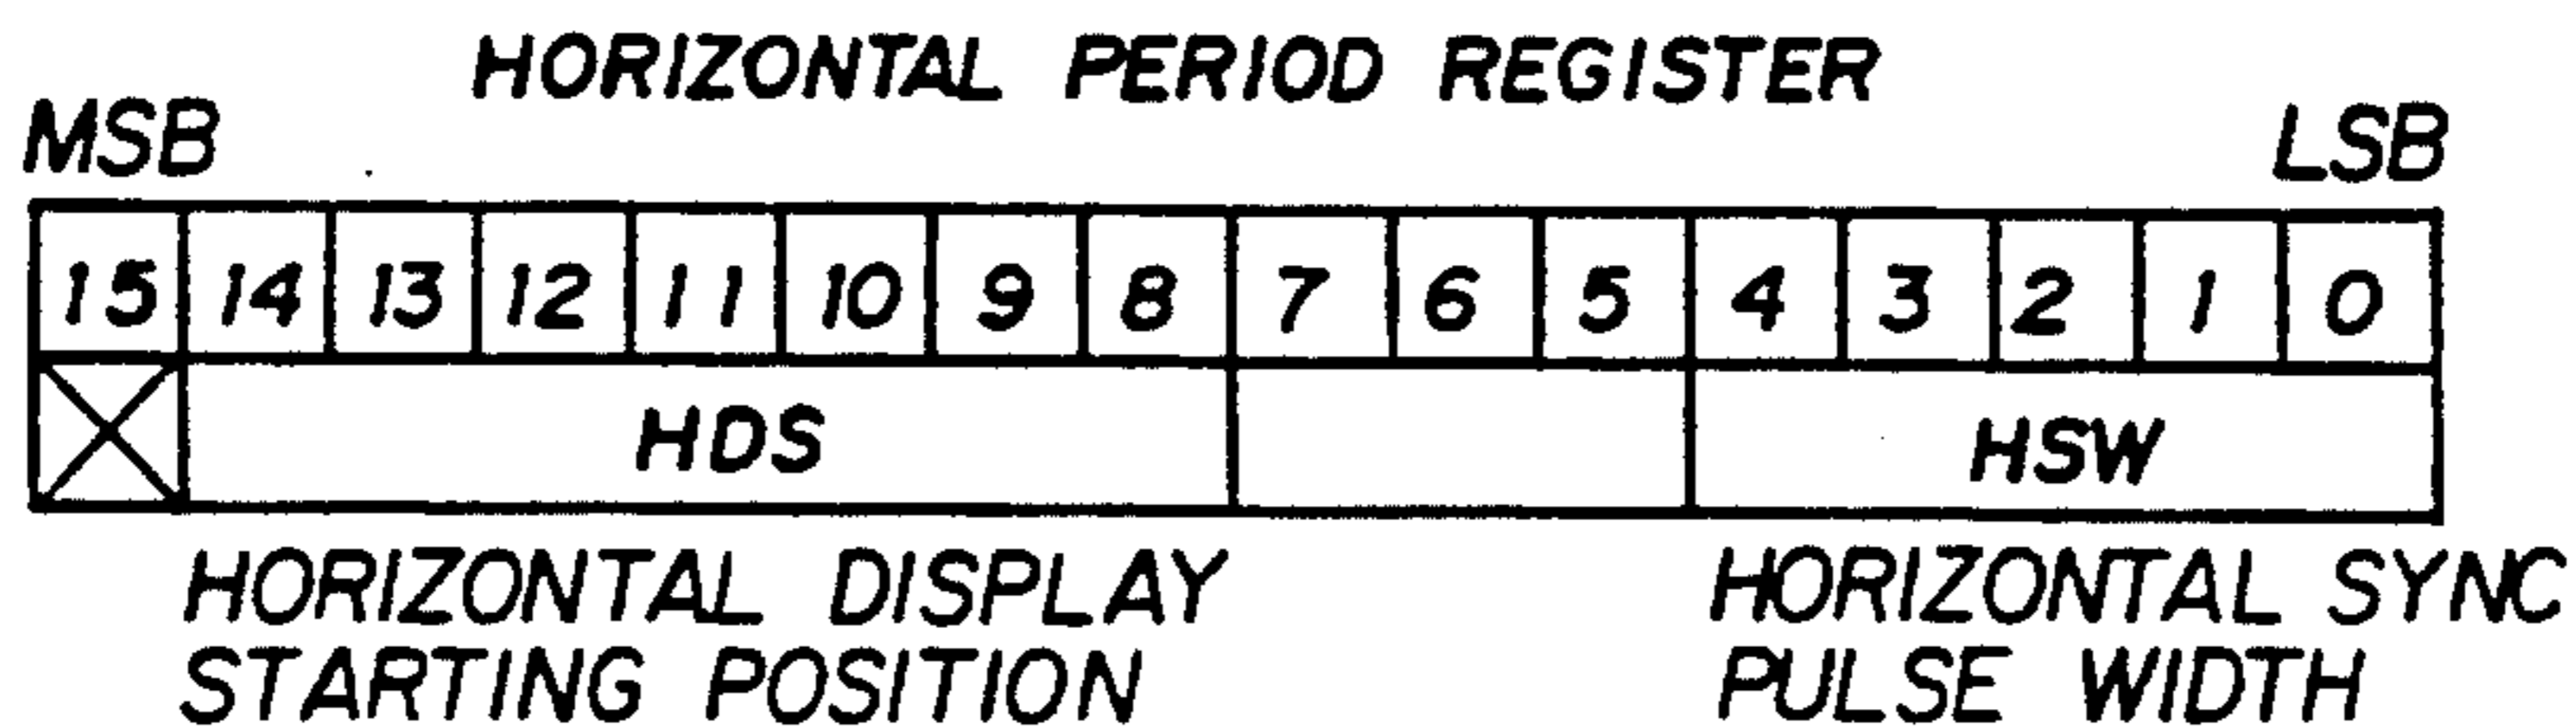 HORIZONTAL PERIOD REGISTER
MSB LSB
15 14 13 12 11 10 9 8 7 6 5 4 3 2 1 0
HDS HSW
HORIZONTAL DISPLAY HORIZONTAL SYNC
STARTING POSITION PULSE WIDTH